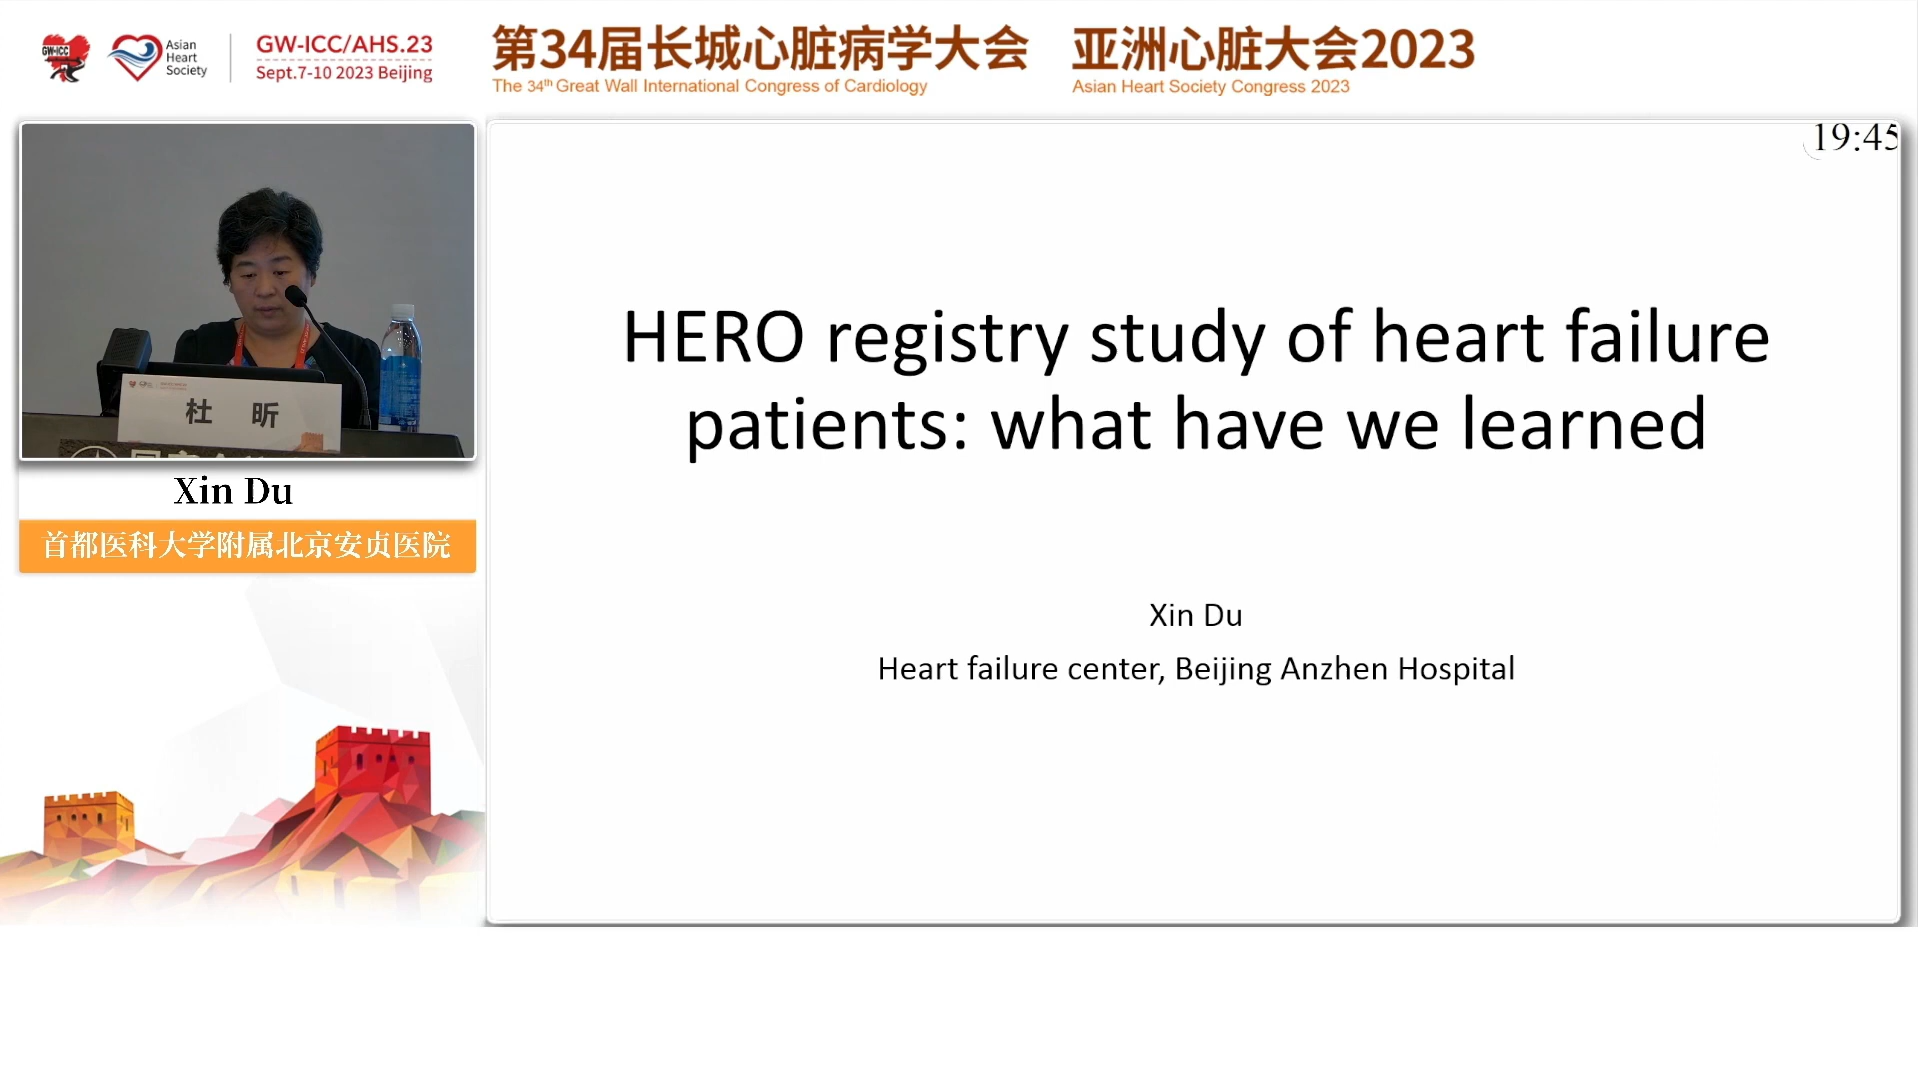 GW-ICC
Asian
Heart
Society
GW-ICC/AHS.23
Sept.7-10 2023 Beijing
第34届长城心脏病学大会
The 34th Great Wall International Congress of Cardiology
亚洲心脏大会2023
Asian Heart Society Congress 2023
19:45
杜 昕
Xin Du
首都医科大学附属北京安贞医院
HERO registry study of heart failure
patients: what have we learned
Xin Du
Heart failure center, Beijing Anzhen Hospital